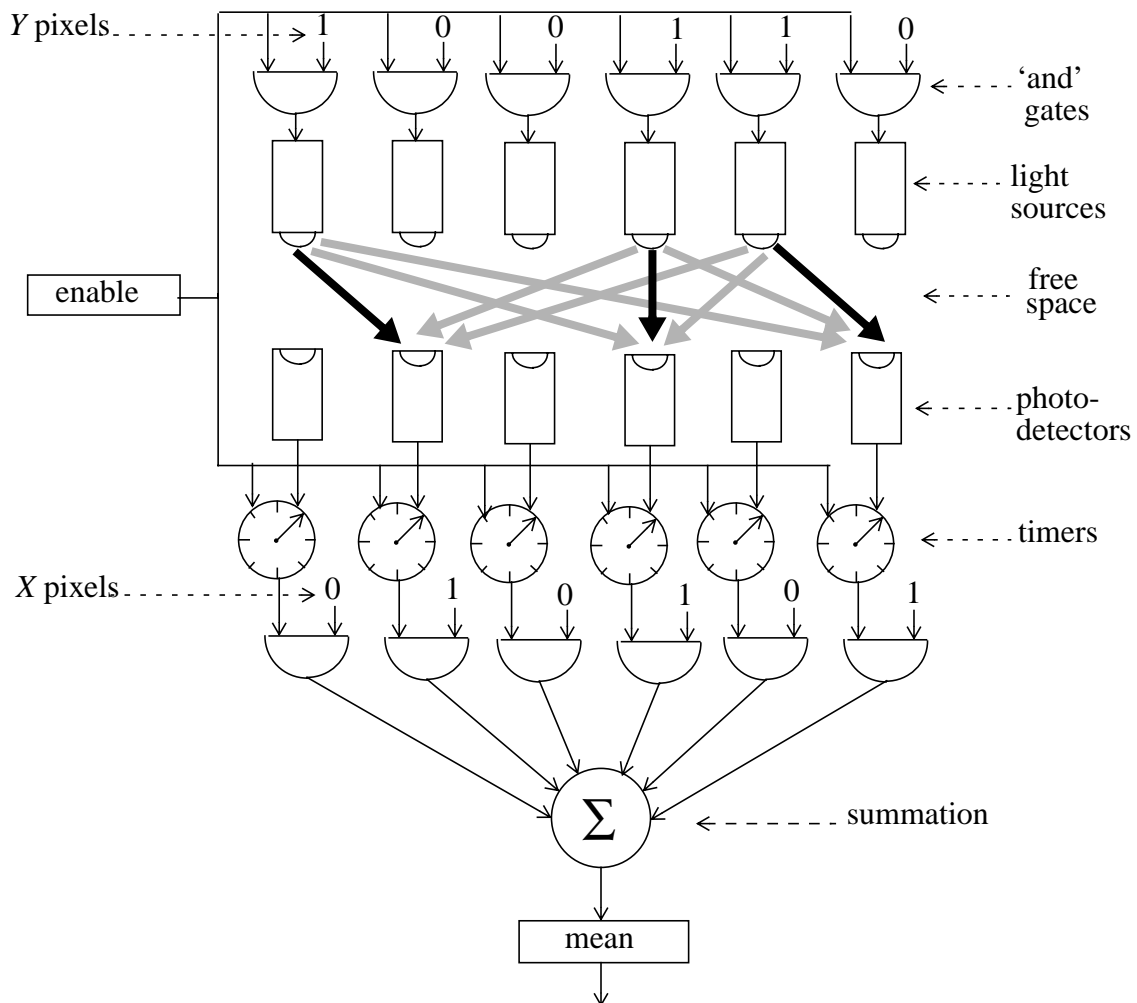 Y pixels
1 0 0 1 1 0
‘and’
gates
light
sources
enable
free
space
photo-
detectors
timers
X pixels
0 1 0 1 0 1
Σ
summation
mean